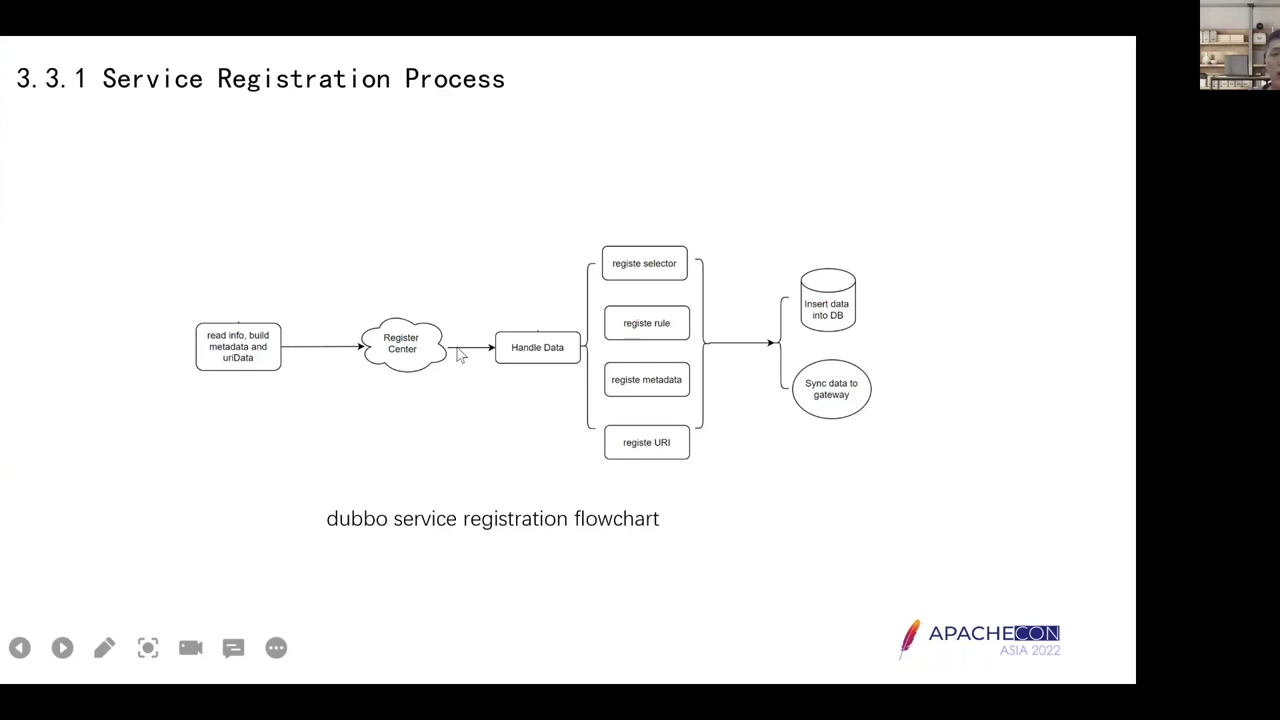 3.3.1 Service Registration Process
read info, build
metadata and
uriData
Register
Center
Handle Data
registe selector
registe rule
registe metadata
registe URI
Insert data
into DB
Sync data to
gateway
dubbo service registration flowchart
APACHECON
ASIA 2022